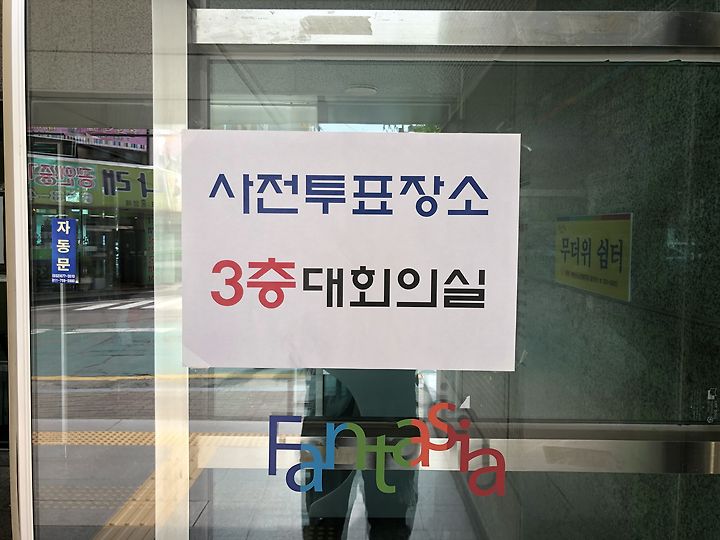 사전투표장소
3층대회의실
자동문
무더위 쉼터
Fantasia